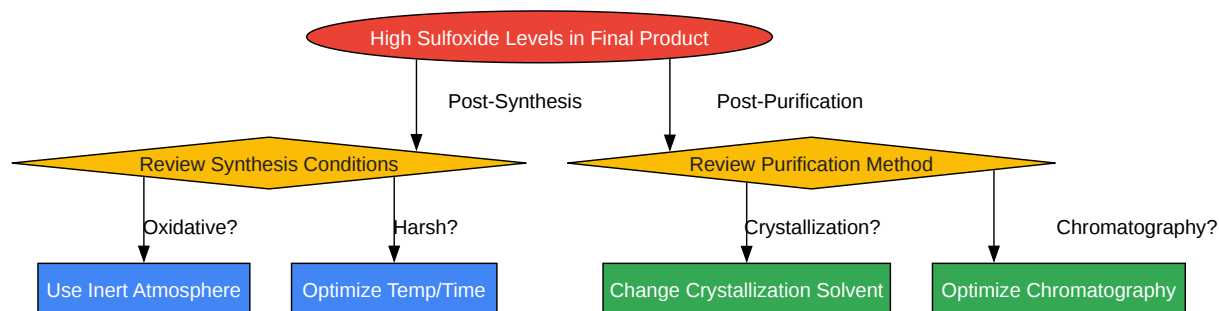 High Sulfoxide Levels in Final Product
Post-Synthesis
Post-Purification
Review Synthesis Conditions
Review Purification Method
Oxidative?
Harsh?
Crystallization?
Chromatography?
Use Inert Atmosphere
Optimize Temp/Time
Change Crystallization Solvent
Optimize Chromatography